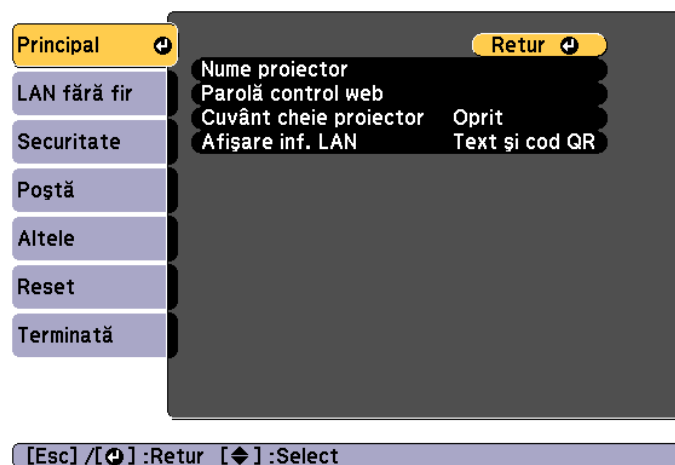 Principal
Retur
Nume proiector
Parolă control web
Cuvânt cheie proiector Oprit
Afişare inf. LAN Text şi cod QR
LAN fără fir
Securitate
Poştă
Altele
Reset
Terminată
[Esc] /[ ] :Retur [ ] :Select